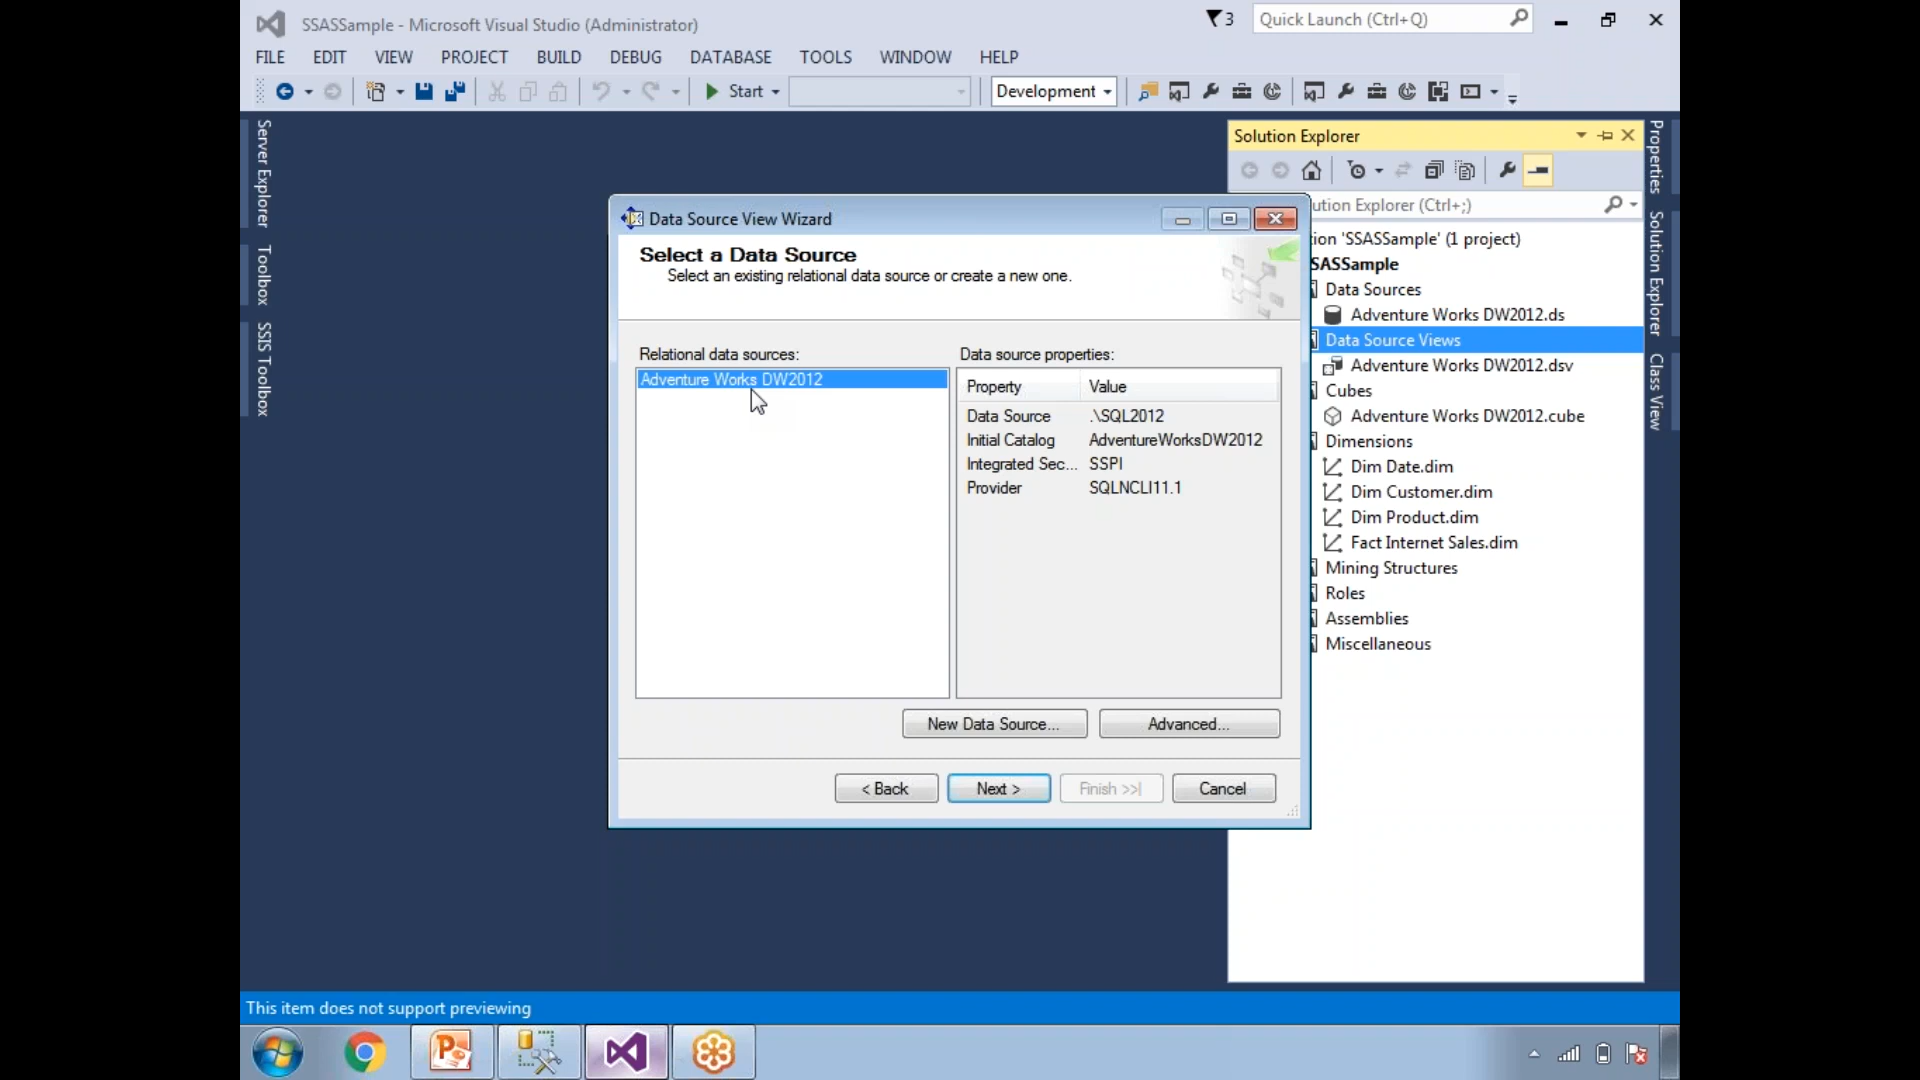 SSASSample - Microsoft Visual Studio (Administrator)
3
Quick Launch (Ctrl+Q)
FILE EDIT VIEW PROJECT BUILD DEBUG DATABASE TOOLS WINDOW HELP
Start
Development
Server Explorer
Toolbox
SSIS Toolbox
Data Source View Wizard
Select a Data Source
Select an existing relational data source or create a new one.
Relational data sources:
Adventure Works DW2012
Data source properties:
Property Value
Data Source .\SQL2012
Initial Catalog AdventureWorksDW2012
Integrated Sec... SSPI
Provider SQLNCLI11.1
New Data Source...
Advanced...
< Back
Next >
Finish >>|
Cancel
Solution Explorer
ution Explorer (Ctrl+;)
ion 'SSASSample' (1 project)
SASSample
Data Sources
Adventure Works DW2012.ds
Data Source Views
Adventure Works DW2012.dsv
Cubes
Adventure Works DW2012.cube
Dimensions
Dim Date.dim
Dim Customer.dim
Dim Product.dim
Fact Internet Sales.dim
Mining Structures
Roles
Assemblies
Miscellaneous
Properties
Solution Explorer
Class View
This item does not support previewing